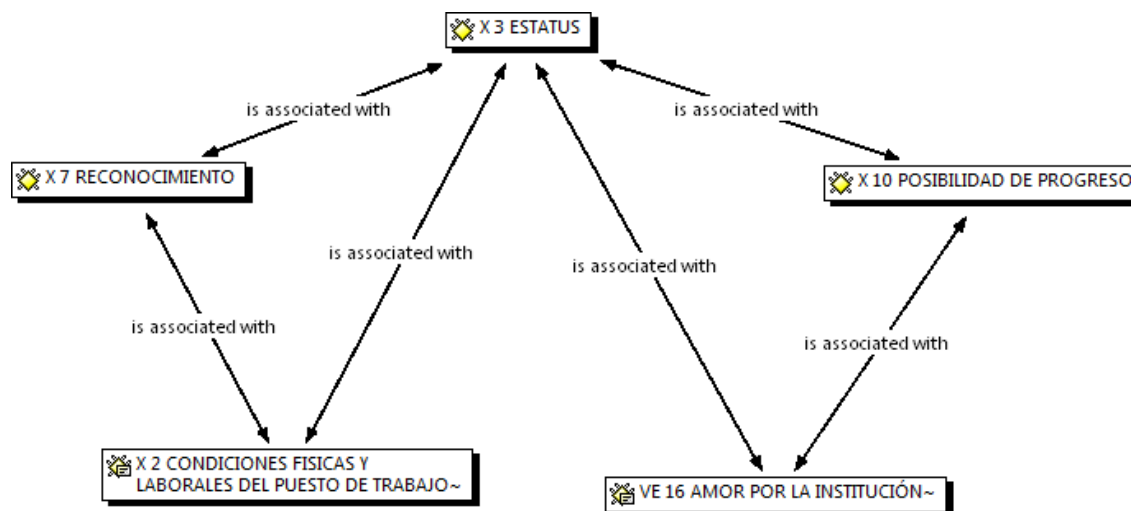 X 3 ESTATUS
is associated with
is associated with
X 7 RECONOCIMIENTO
X 10 POSIBILIDAD DE PROGRESO
is associated with
is associated with
is associated with
is associated with
X 2 CONDICIONES FISICAS Y
LABORALES DEL PUESTO DE TRABAJO~
VE 16 AMOR POR LA INSTITUCIÓN~